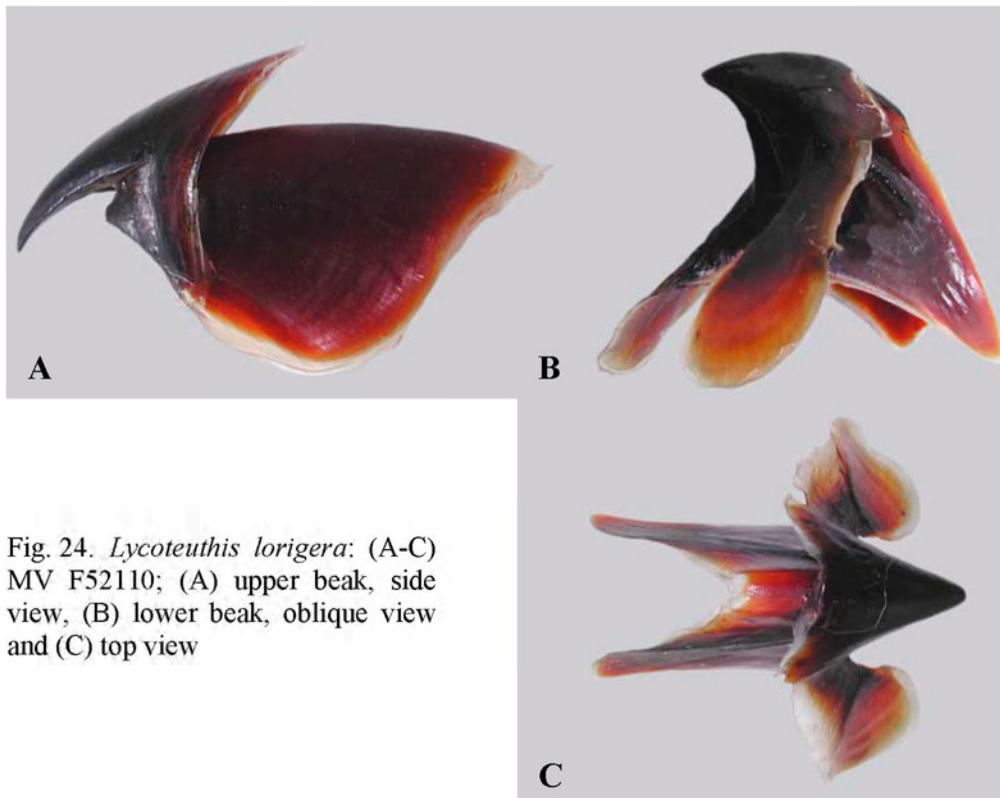 A
B
Fig. 24. Lycoteuthis lorigera: (A-C)
MV F52110; (A) upper beak, side
view, (B) lower beak, oblique view
and (C) top view
C